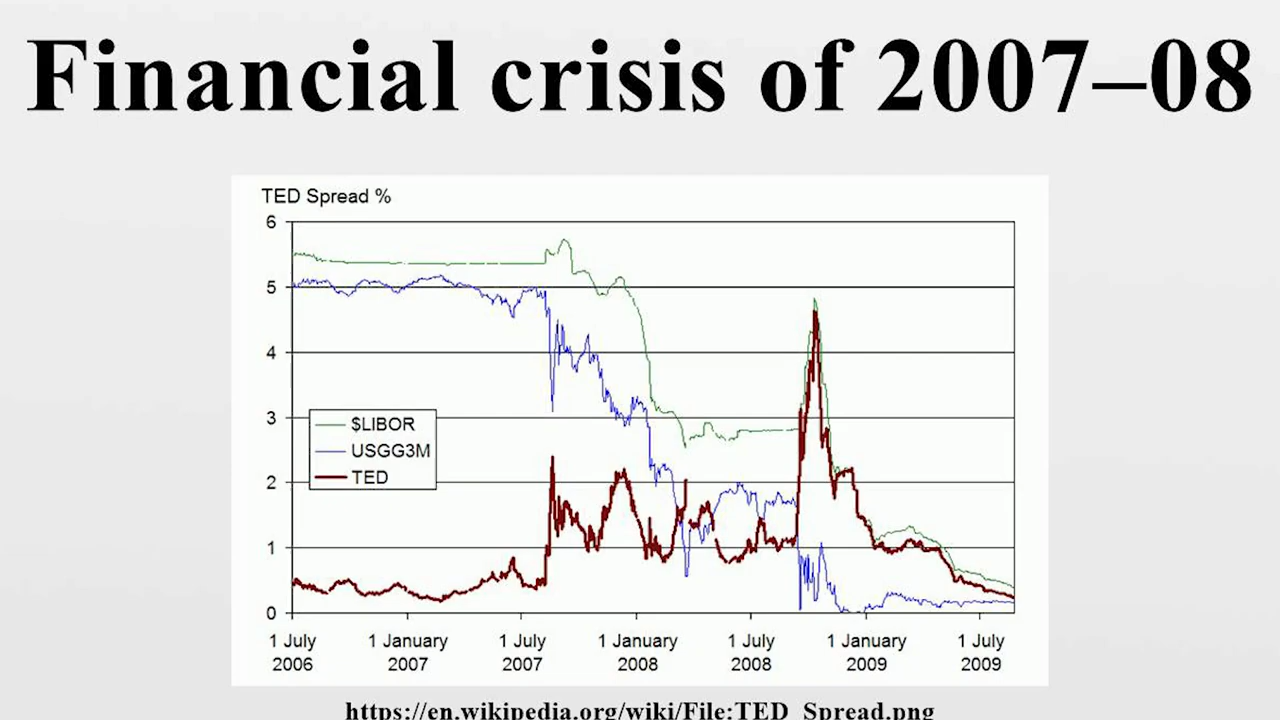 Financial crisis of 2007–08
TED Spread %
6
5
4
3
2
1
0
$LIBOR
USGG3M
TED
1 July 2006
1 January 2007
1 July 2007
1 January 2008
1 July 2008
1 January 2009
1 July 2009
https://en.wikipedia.org/wiki/File:TED_Spread.png